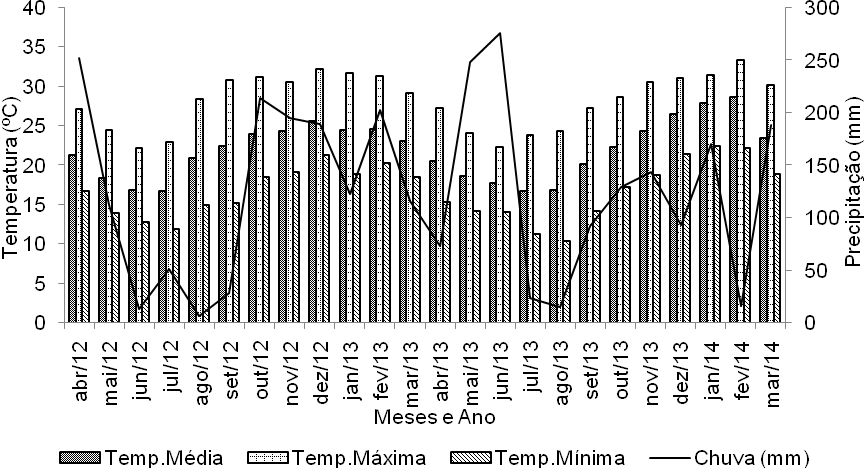 40
35
30
25
20
15
10
5
0
Temperatura (ºC)
300
250
200
150
100
50
0
Precipitação (mm)
abr/12
mai/12
jun/12
jul/12
ago/12
set/12
out/12
nov/12
dez/12
jan/13
fev/13
mar/13
abr/13
mai/13
jun/13
jul/13
ago/13
set/13
out/13
nov/13
dez/13
jan/14
fev/14
mar/14
Meses e Ano
Temp.Média Temp.Máxima Temp.Mínima Chuva (mm)